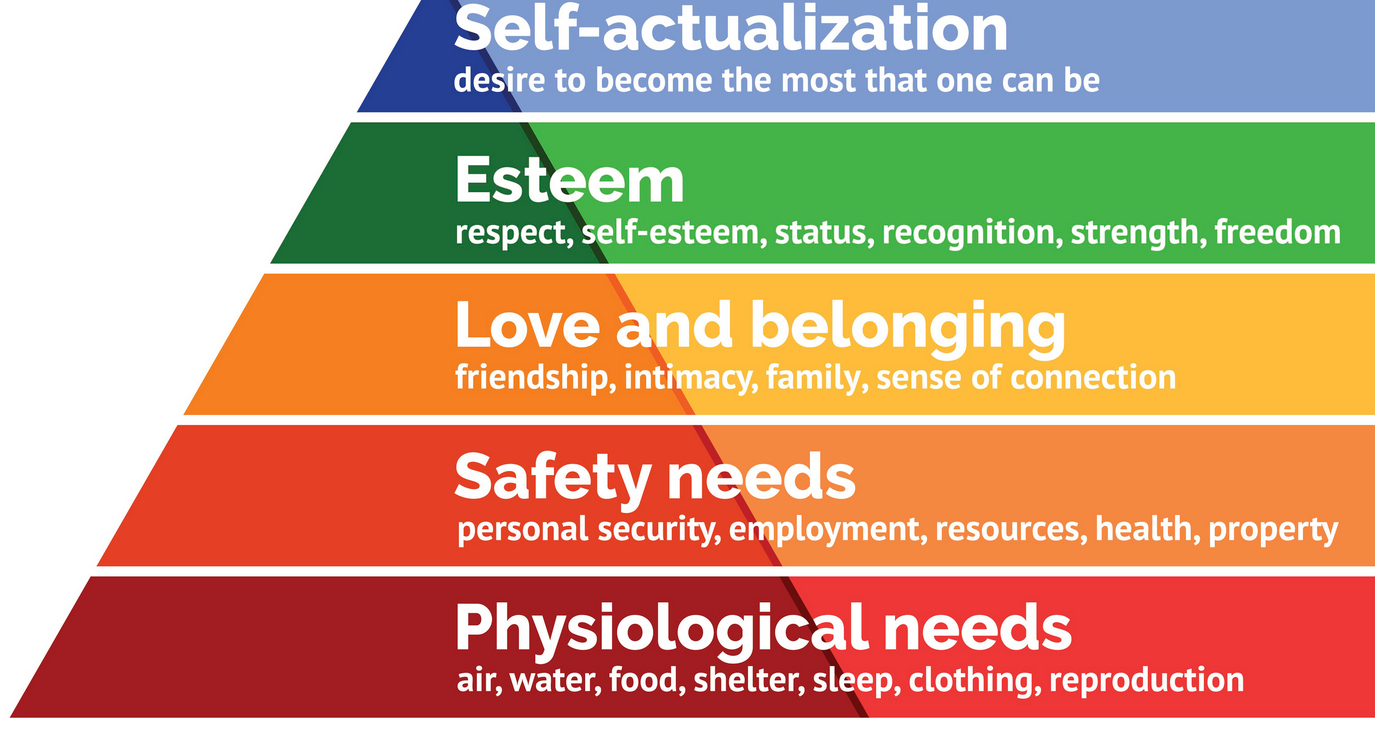 Self-actualization
desire to become the most that one can be
Esteem
respect, self-esteem, status, recognition, strength, freedom
Love and belonging
friendship, intimacy, family, sense of connection
Safety needs
personal security, employment, resources, health, property
Physiological needs
air, water, food, shelter, sleep, clothing, reproduction